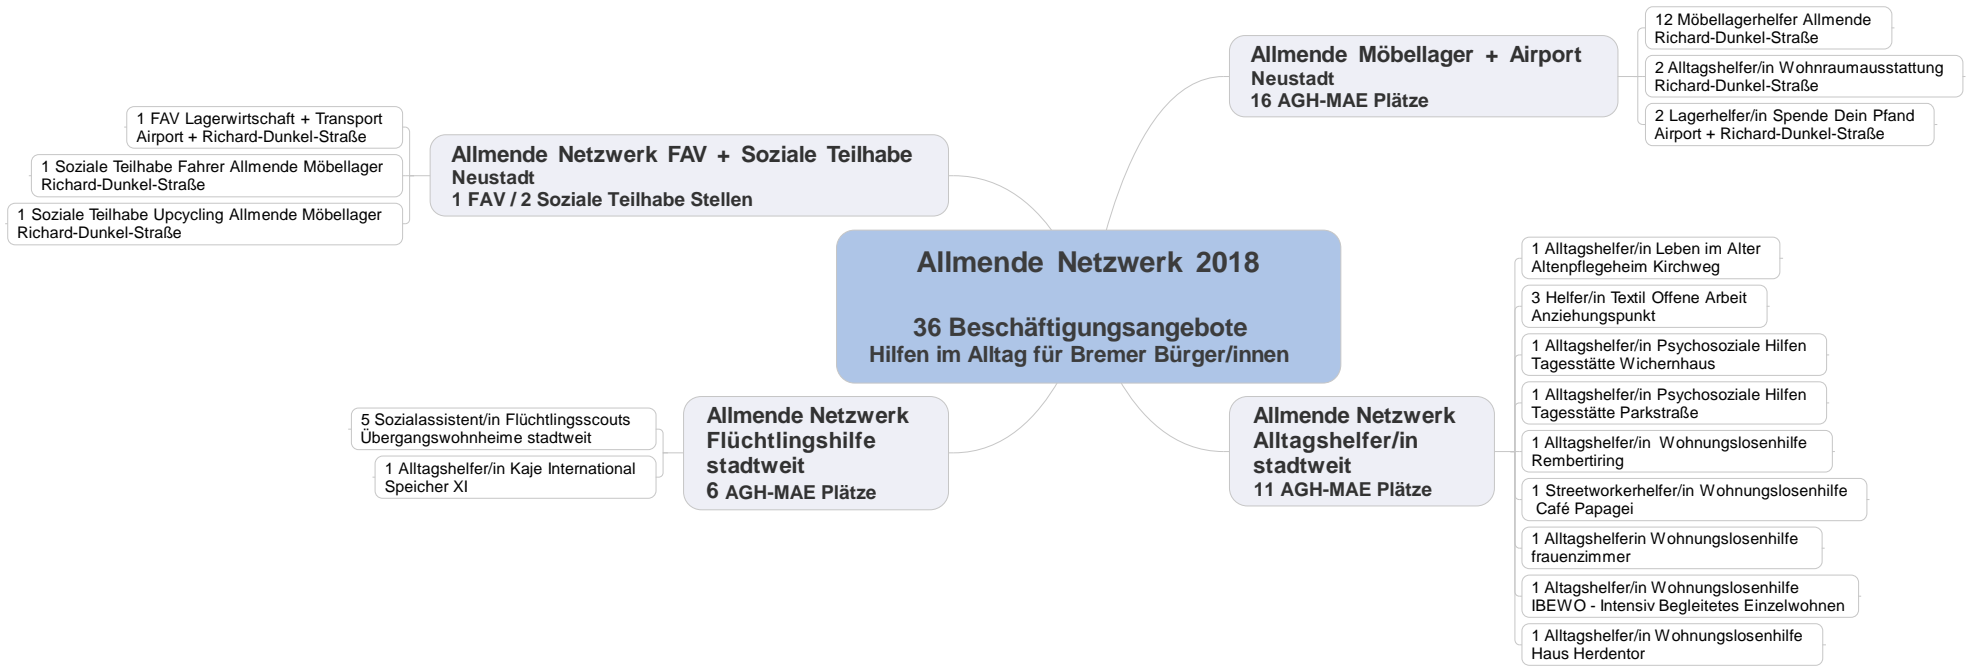 Allmende Netzwerk 2018
36 Beschäftigungsangebote
Hilfen im Alltag für Bremer Bürger/innen
Allmende Möbellager + Airport
Neustadt
16 AGH-MAE Plätze
12 Möbellagerhelfer Allmende
Richard-Dunkel-Straße
2 Alltagshelfer/in Wohnraumausstattung
Richard-Dunkel-Straße
2 Lagerhelfer/in Spende Dein Pfand
Airport + Richard-Dunkel-Straße
Allmende Netzwerk
Alltagshelfer/in
stadtweit
11 AGH-MAE Plätze
1 Alltagshelfer/in Leben im Alter
Altenpflegeheim Kirchweg
3 Helfer/in Textil Offene Arbeit
Anziehungspunkt
1 Alltagshelfer/in Psychosoziale Hilfen
Tagesstätte Wichernhaus
1 Alltagshelfer/in Psychosoziale Hilfen
Tagesstätte Parkstraße
1 Alltagshelfer/in Wohnungslosenhilfe
Rembertiring
1 Streetworkerhelfer/in Wohnungslosenhilfe
Café Papagei
1 Alltagshelferin Wohnungslosenhilfe
frauenzimmer
1 Altagshelfer/in Wohnungslosenhilfe
IBEWO - Intensiv Begleitetes Einzelwohnen
1 Alltagshelfer/in Wohnungslosenhilfe
Haus Herdentor
Allmende Netzwerk
Flüchtlingshilfe
stadtweit
6 AGH-MAE Plätze
5 Sozialassistent/in Flüchtlingsscouts
Übergangswohnheime stadtweit
1 Alltagshelfer/in Kaje International
Speicher XI
Allmende Netzwerk FAV + Soziale Teilhabe
Neustadt
1 FAV / 2 Soziale Teilhabe Stellen
1 FAV Lagerwirtschaft + Transport
Airport + Richard-Dunkel-Straße
1 Soziale Teilhabe Fahrer Allmende Möbellager
Richard-Dunkel-Straße
1 Soziale Teilhabe Upcycling Allmende Möbellager
Richard-Dunkel-Straße